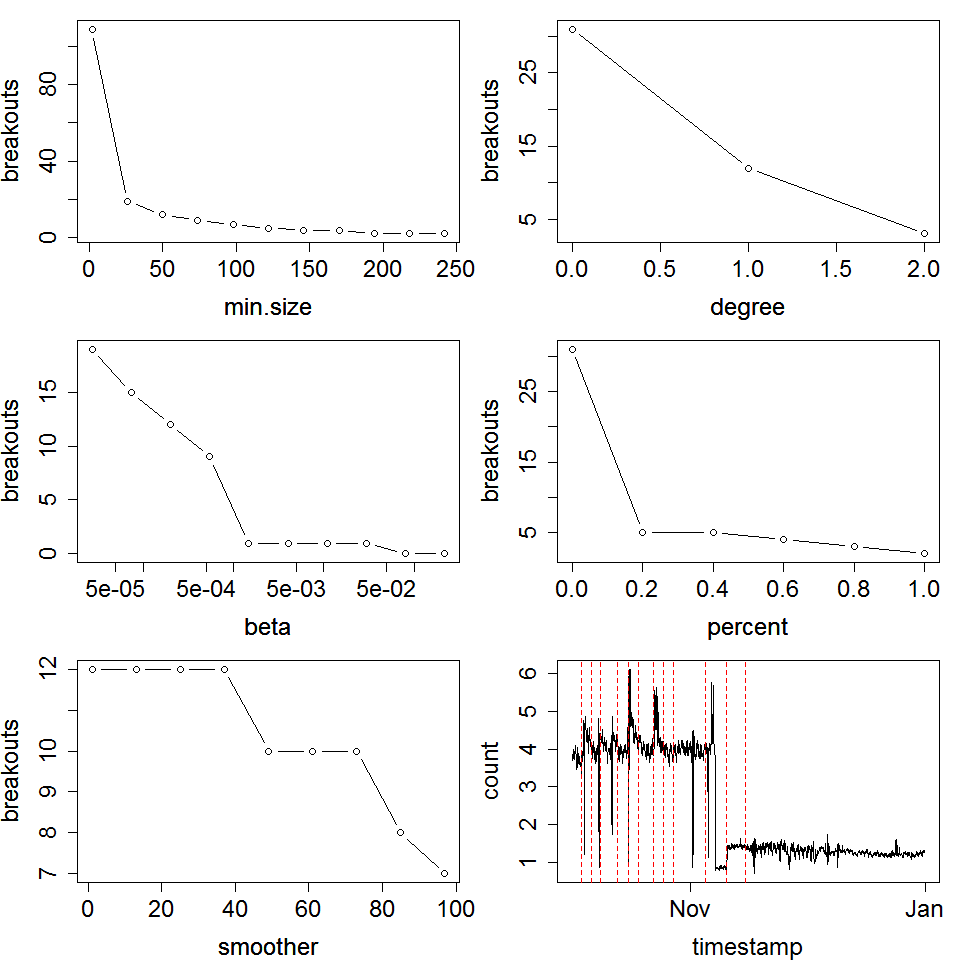 breakouts
0 40 80
0 50 100 150 200 250
min.size
breakouts
5 15 25
0.0 0.5 1.0 1.5 2.0
degree
breakouts
0 5 10 15
5e-05 5e-04 5e-03 5e-02
beta
breakouts
5 15 25
0.0 0.2 0.4 0.6 0.8 1.0
percent
breakouts
7 8 9 10 12
0 20 40 60 80 100
smoother
count
1 2 3 4 5 6
Nov Jan
timestamp